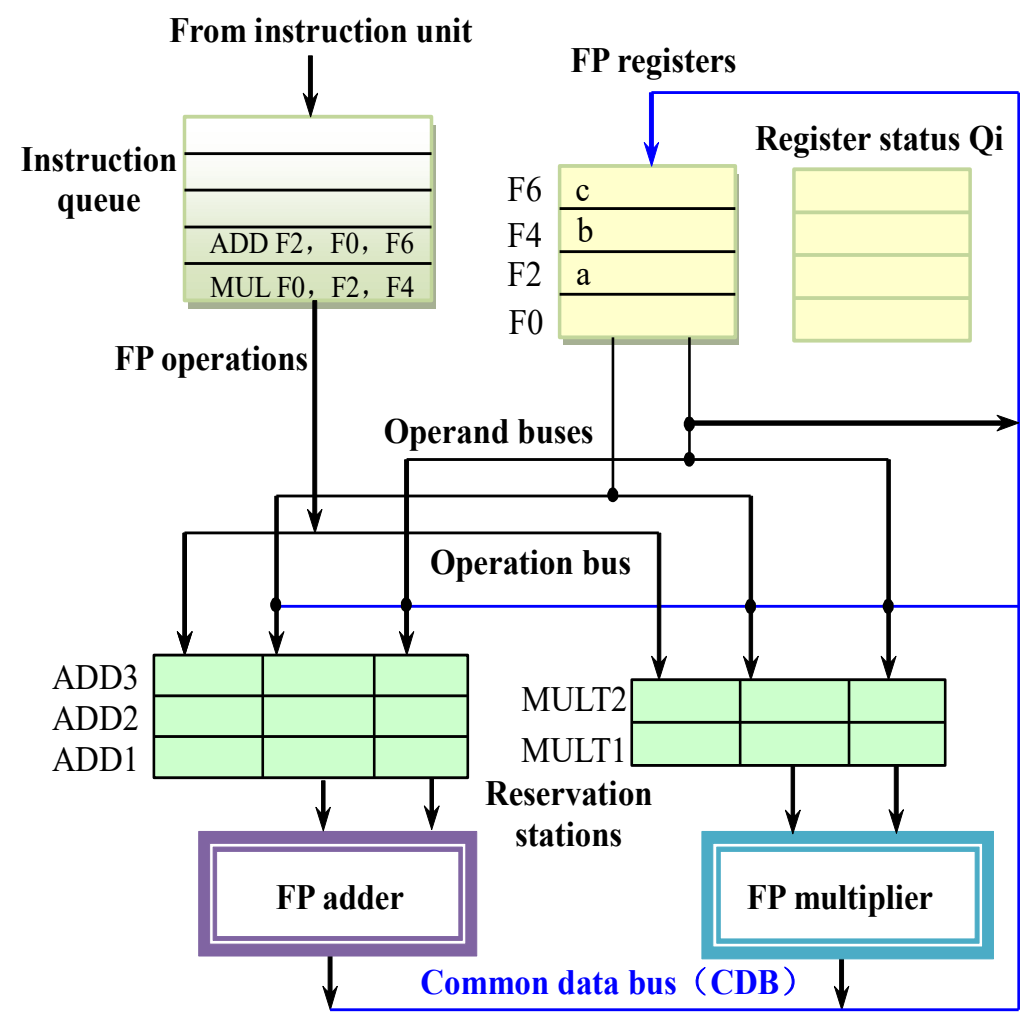 From instruction unit
FP registers
Instruction
queue
Register status Qi
F6
c
F4
b
F2
a
F0
ADD F2，F0，F6
MUL F0，F2，F4
FP operations
Operand buses
Operation bus
ADD3
ADD2
ADD1
MULT2
MULT1
Reservation
stations
FP adder
FP multiplier
Common data bus（CDB）